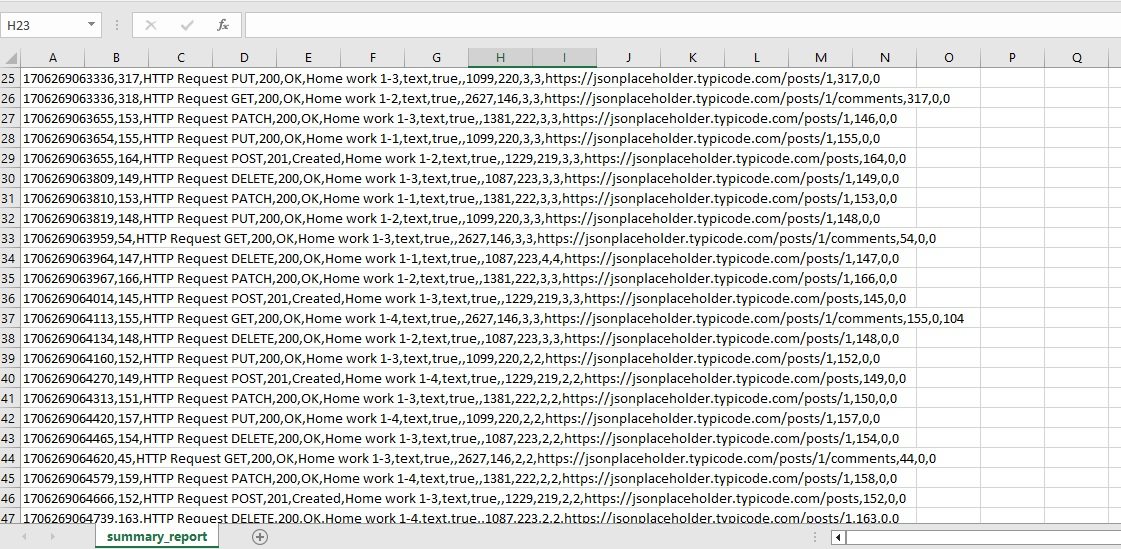 H23
fx
A B C D E F G H I J K L M N O P Q
25 1706269063336,317,HTTP Request PUT,200,OK,Home work 1-3,text,true,,1099,220,3,3,https://jsonplaceholder.typicode.com/posts/1,317,0,0
26 1706269063336,318,HTTP Request GET,200,OK,Home work 1-2,text,true,,2627,146,3,3,https://jsonplaceholder.typicode.com/posts/1/comments,317,0,0
27 1706269063655,153,HTTP Request PATCH,200,OK,Home work 1-3,text,true,,1381,222,3,3,https://jsonplaceholder.typicode.com/posts/1,146,0,0
28 1706269063654,155,HTTP Request PUT,200,OK,Home work 1-1,text,true,,1099,220,3,3,https://jsonplaceholder.typicode.com/posts/1,155,0,0
29 1706269063655,164,HTTP Request POST,201,Created,Home work 1-2,text,true,,1229,219,3,3,https://jsonplaceholder.typicode.com/posts,164,0,0
30 1706269063809,149,HTTP Request DELETE,200,OK,Home work 1-3,text,true,,1087,223,3,3,https://jsonplaceholder.typicode.com/posts/1,149,0,0
31 1706269063810,153,HTTP Request PATCH,200,OK,Home work 1-1,text,true,,1381,222,3,3,https://jsonplaceholder.typicode.com/posts/1,153,0,0
32 1706269063819,148,HTTP Request PUT,200,OK,Home work 1-2,text,true,,1099,220,3,3,https://jsonplaceholder.typicode.com/posts/1,148,0,0
33 1706269063959,54,HTTP Request GET,200,OK,Home work 1-3,text,true,,2627,146,3,3,https://jsonplaceholder.typicode.com/posts/1/comments,54,0,0
34 1706269063964,147,HTTP Request DELETE,200,OK,Home work 1-1,text,true,,1087,223,4,4,https://jsonplaceholder.typicode.com/posts/1,147,0,0
35 1706269063967,166,HTTP Request PATCH,200,OK,Home work 1-2,text,true,,1381,222,3,3,https://jsonplaceholder.typicode.com/posts/1,166,0,0
36 1706269064014,145,HTTP Request POST,201,Created,Home work 1-3,text,true,,1229,219,3,3,https://jsonplaceholder.typicode.com/posts,145,0,0
37 1706269064113,155,HTTP Request GET,200,OK,Home work 1-4,text,true,,2627,146,3,3,https://jsonplaceholder.typicode.com/posts/1/comments,155,0,104
38 1706269064134,148,HTTP Request DELETE,200,OK,Home work 1-2,text,true,,1087,223,3,3,https://jsonplaceholder.typicode.com/posts/1,148,0,0
39 1706269064160,152,HTTP Request PUT,200,OK,Home work 1-3,text,true,,1099,220,2,2,https://jsonplaceholder.typicode.com/posts/1,152,0,0
40 1706269064270,149,HTTP Request POST,201,Created,Home work 1-4,text,true,,1229,219,2,2,https://jsonplaceholder.typicode.com/posts,149,0,0
41 1706269064313,151,HTTP Request PATCH,200,OK,Home work 1-3,text,true,,1381,222,2,2,https://jsonplaceholder.typicode.com/posts/1,150,0,0
42 1706269064420,157,HTTP Request PUT,200,OK,Home work 1-4,text,true,,1099,220,2,2,https://jsonplaceholder.typicode.com/posts/1,157,0,0
43 1706269064465,154,HTTP Request DELETE,200,OK,Home work 1-3,text,true,,1087,223,2,2,https://jsonplaceholder.typicode.com/posts/1,154,0,0
44 1706269064620,45,HTTP Request GET,200,OK,Home work 1-3,text,true,,2627,146,2,2,https://jsonplaceholder.typicode.com/posts/1/comments,44,0,0
45 1706269064579,159,HTTP Request PATCH,200,OK,Home work 1-4,text,true,,1381,222,2,2,https://jsonplaceholder.typicode.com/posts/1,158,0,0
46 1706269064666,152,HTTP Request POST,201,Created,Home work 1-3,text,true,,1229,219,2,2,https://jsonplaceholder.typicode.com/posts,152,0,0
47 1706269064739,163,HTTP Request DELETE,200,OK,Home work 1-4,text,true,,1087,223,2,2,https://jsonplaceholder.typicode.com/posts/1,163,0,0
summary_report